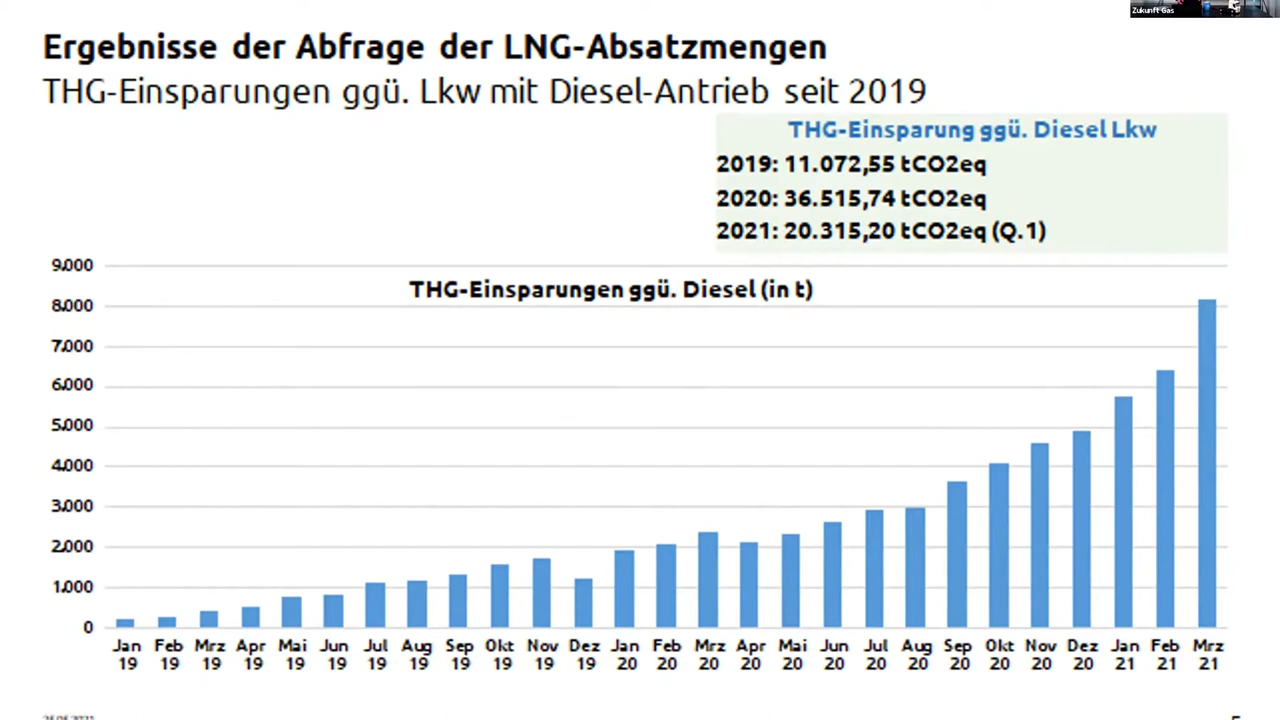 Zukunft Gas
Ergebnisse der Abfrage der LNG-Absatzmengen
THG-Einsparungen ggü. Lkw mit Diesel-Antrieb seit 2019
THG-Einsparung ggü. Diesel Lkw
2019: 11.072,55 tCO2eq
2020: 36.515,74 tCO2eq
2021: 20.315,20 tCO2eq (Q.1)
THG-Einsparungen ggü. Diesel (in t)
9.000
8.000
7.000
6.000
5.000
4.000
3.000
2.000
1.000
0
Jan Feb Mrz Apr Mai Jun Jul Aug Sep Okt Nov Dez Jan Feb Mrz Apr Mai Jun Jul Aug Sep Okt Nov Dez Jan Feb Mrz
19 19 19 19 19 19 19 19 19 19 19 19 20 20 20 20 20 20 20 20 20 20 20 20 21 21 21